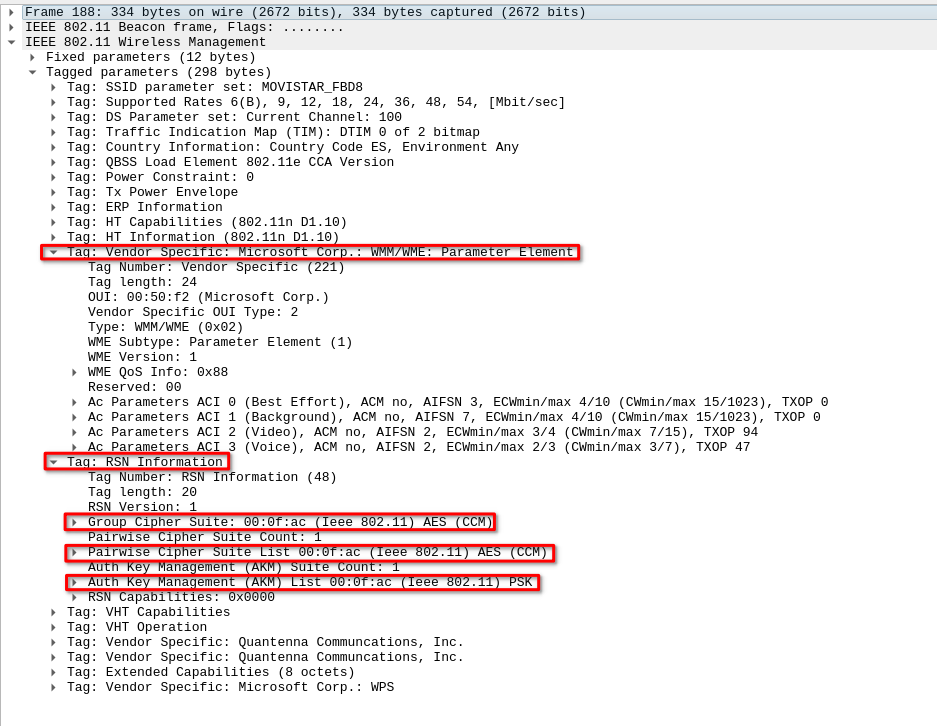 Frame 188: 334 bytes on wire (2672 bits), 334 bytes captured (2672 bits)
IEEE 802.11 Beacon frame, Flags: ........
IEEE 802.11 Wireless Management
Fixed parameters (12 bytes)
Tagged parameters (298 bytes)
Tag: SSID parameter set: MOVISTAR_FBD8
Tag: Supported Rates 6(B), 9, 12, 18, 24, 36, 48, 54, [Mbit/sec]
Tag: DS Parameter set: Current Channel: 100
Tag: Traffic Indication Map (TIM): DTIM 0 of 2 bitmap
Tag: Country Information: Country Code ES, Environment Any
Tag: QBSS Load Element 802.11e CCA Version
Tag: Power Constraint: 0
Tag: Tx Power Envelope
Tag: ERP Information
Tag: HT Capabilities (802.11n D1.10)
Tag: HT Information (802.11n D1.10)
Tag: Vendor Specific: Microsoft Corp.: WMM/WME: Parameter Element
Tag Number: Vendor Specific (221)
Tag length: 24
OUI: 00:50:f2 (Microsoft Corp.)
Vendor Specific OUI Type: 2
Type: WMM/WME (0x02)
WME Subtype: Parameter Element (1)
WME Version: 1
WME QoS Info: 0x88
Reserved: 00
Ac Parameters ACI 0 (Best Effort), ACM no, AIFSN 3, ECWmin/max 4/10 (CWmin/max 15/1023), TXOP 0
Ac Parameters ACI 1 (Background), ACM no, AIFSN 7, ECWmin/max 4/10 (CWmin/max 15/1023), TXOP 0
Ac Parameters ACI 2 (Video), ACM no, AIFSN 2, ECWmin/max 3/4 (CWmin/max 7/15), TXOP 94
Ac Parameters ACI 3 (Voice), ACM no, AIFSN 2, ECWmin/max 2/3 (CWmin/max 3/7), TXOP 47
Tag: RSN Information
Tag Number: RSN Information (48)
Tag length: 20
RSN Version: 1
Group Cipher Suite: 00:0f:ac (Ieee 802.11) AES (CCM)
Pairwise Cipher Suite Count: 1
Pairwise Cipher Suite List 00:0f:ac (Ieee 802.11) AES (CCM)
Auth Key Management (AKM) Suite Count: 1
Auth Key Management (AKM) List 00:0f:ac (Ieee 802.11) PSK
RSN Capabilities: 0x0000
Tag: VHT Capabilities
Tag: VHT Operation
Tag: Vendor Specific: Quantenna Communcations, Inc.
Tag: Vendor Specific: Quantenna Communcations, Inc.
Tag: Extended Capabilities (8 octets)
Tag: Vendor Specific: Microsoft Corp.: WPS